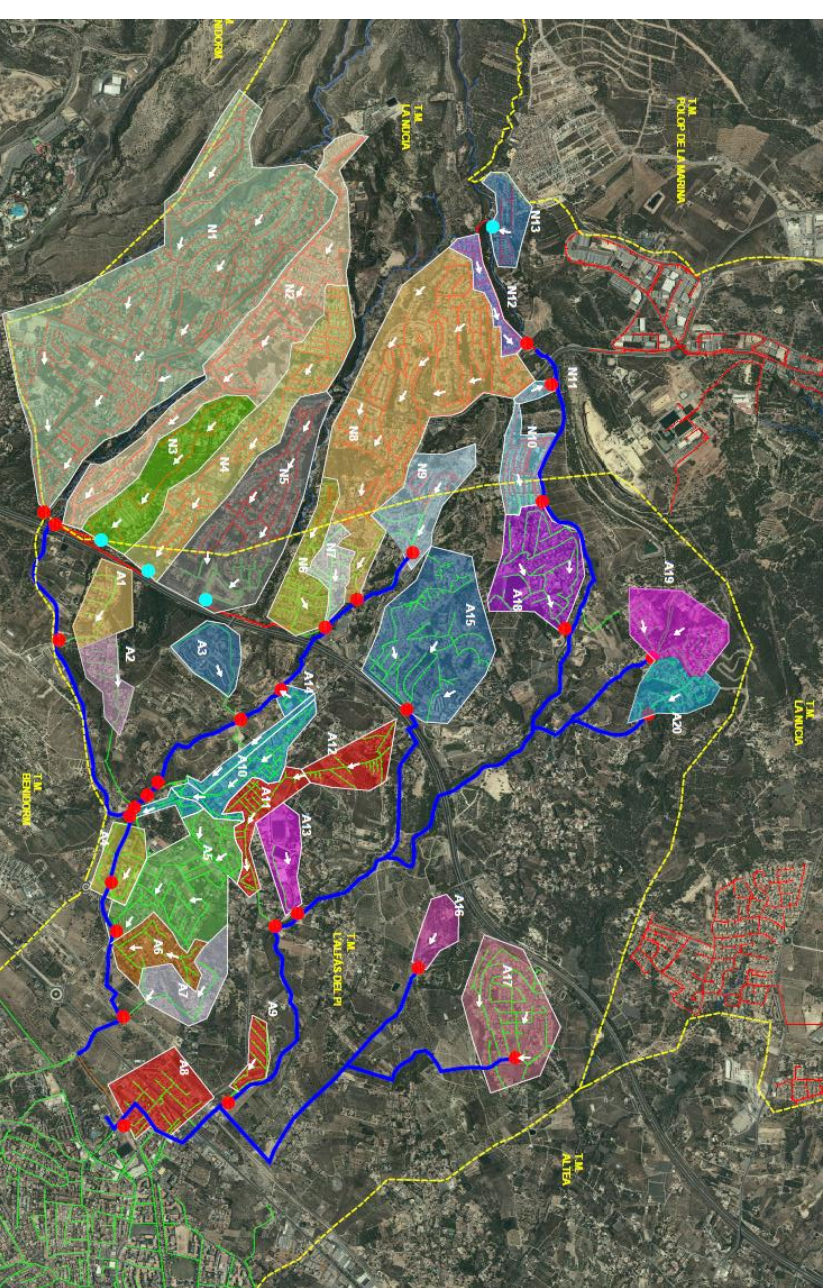 T.M.
BENIDORM
T.M.
LA NUCIA
T.M.
POLOP DE LA MARINA
N13
N1
N12
N2
N11
N10
N3
N4
N8
N5
N9
N7
N6
A1
A2
A3
A15
A18
A19
A20
T.M.
LA NUCIA
A14
A12
A10
A11
A13
T.M.
BENIDORM
A4
A5
A6
A7
T.M.
L'ALFÀS DEL PI
A16
A17
A9
A8
T.M.
ALTEA